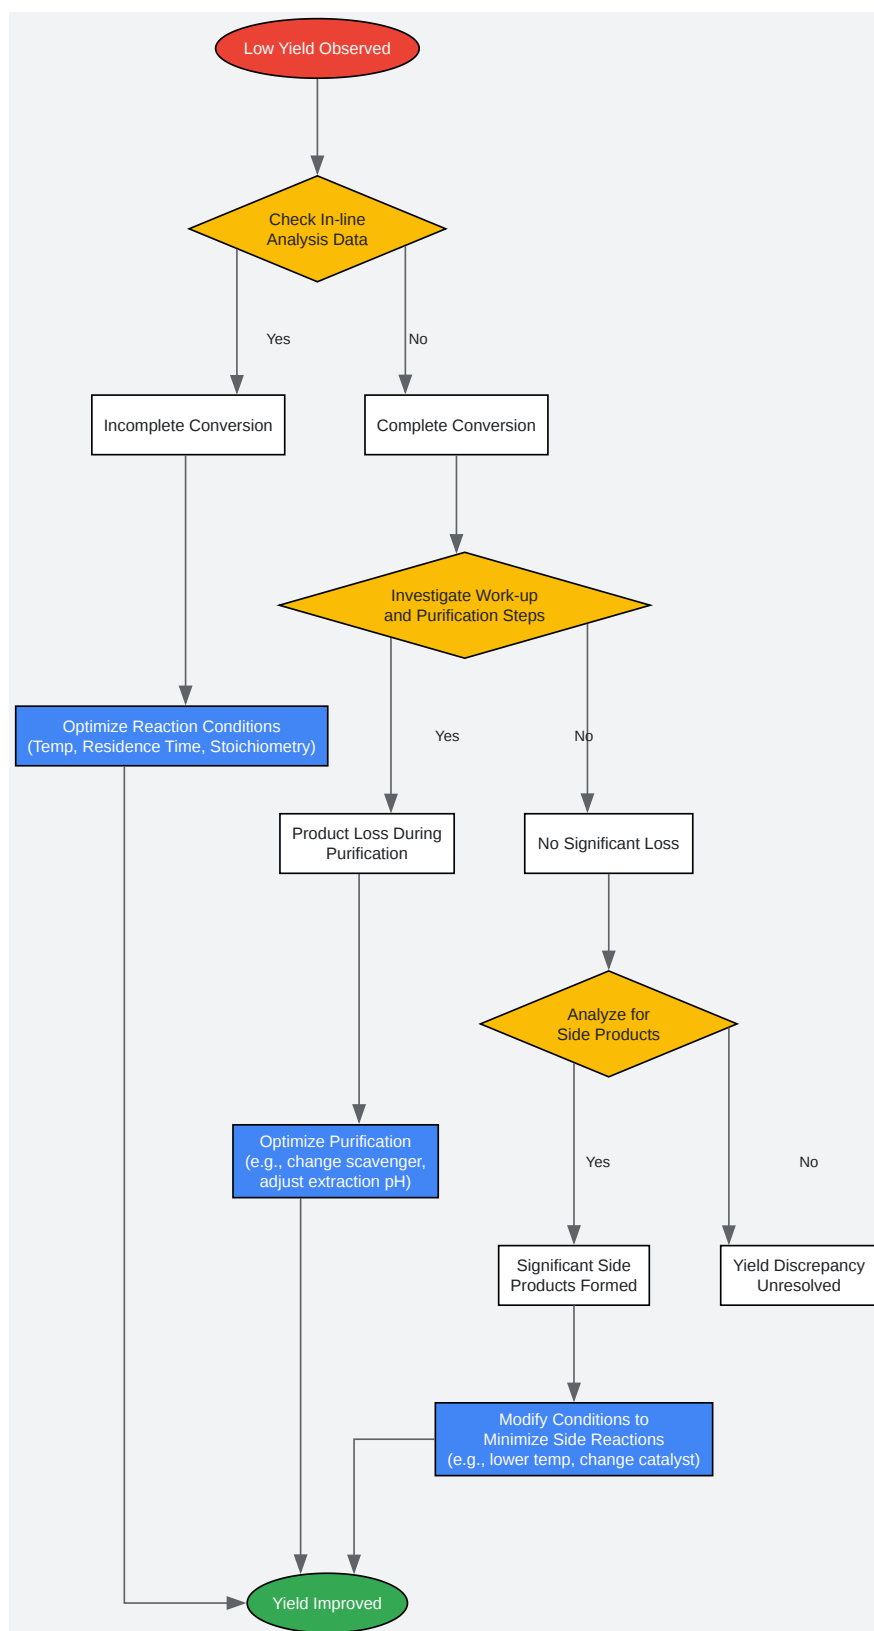 Low Yield Observed
Check In-line
Analysis Data
Yes
No
Incomplete Conversion
Complete Conversion
Investigate Work-up
and Purification Steps
Optimize Reaction Conditions
(Temp, Residence Time, Stoichiometry)
Yes
No
Product Loss During
Purification
No Significant Loss
Analyze for
Side Products
Optimize Purification
(e.g., change scavenger,
adjust extraction pH)
Yes
No
Significant Side
Products Formed
Yield Discrepancy
Unresolved
Modify Conditions to
Minimize Side Reactions
(e.g., lower temp, change catalyst)
Yield Improved